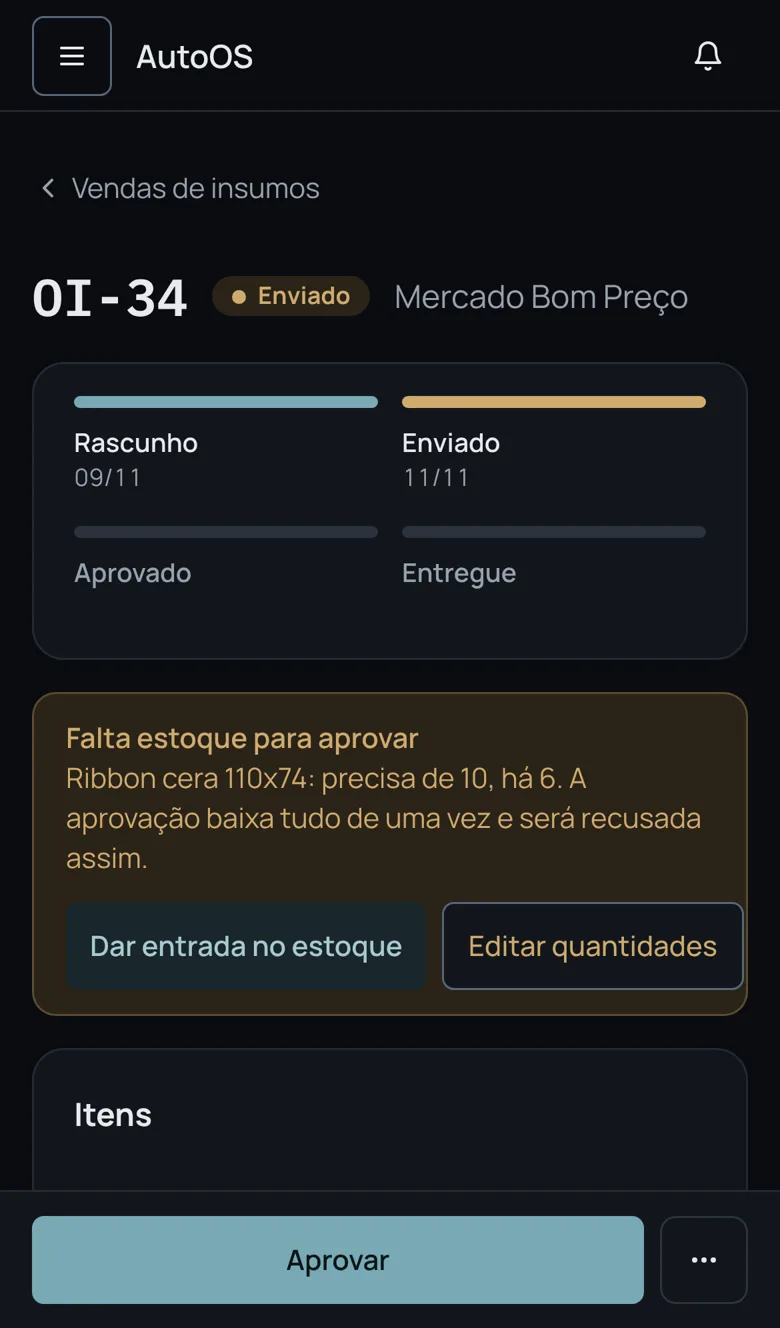 AutoOS
Vendas de insumos
OI-34
Enviado
Mercado Bom Preço
Rascunho
09/11
Enviado
11/11
Aprovado
Entregue
Falta estoque para aprovar
Ribbon cera 110x74: precisa de 10, há 6. A
aprovação baixa tudo de uma vez e será recusada
assim.
Dar entrada no estoque
Editar quantidades
Itens
Aprovar